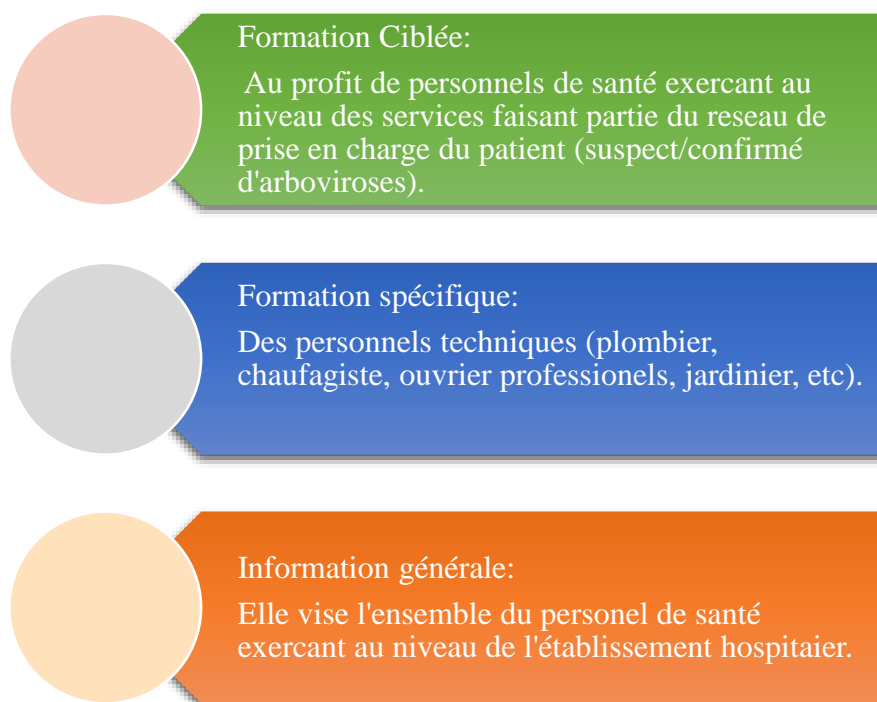 Formation Ciblée:
Au profit de personnels de santé exercant au
niveau des services faisant partie du reseau de
prise en charge du patient (suspect/confirmé
d'arboviroses).
Formation spécifique:
Des personnels techniques (plombier,
chaufagiste, ouvrier professionels, jardinier, etc).
Information générale:
Elle vise l'ensemble du personel de santé
exercant au niveau de l'établissement hospitaier.